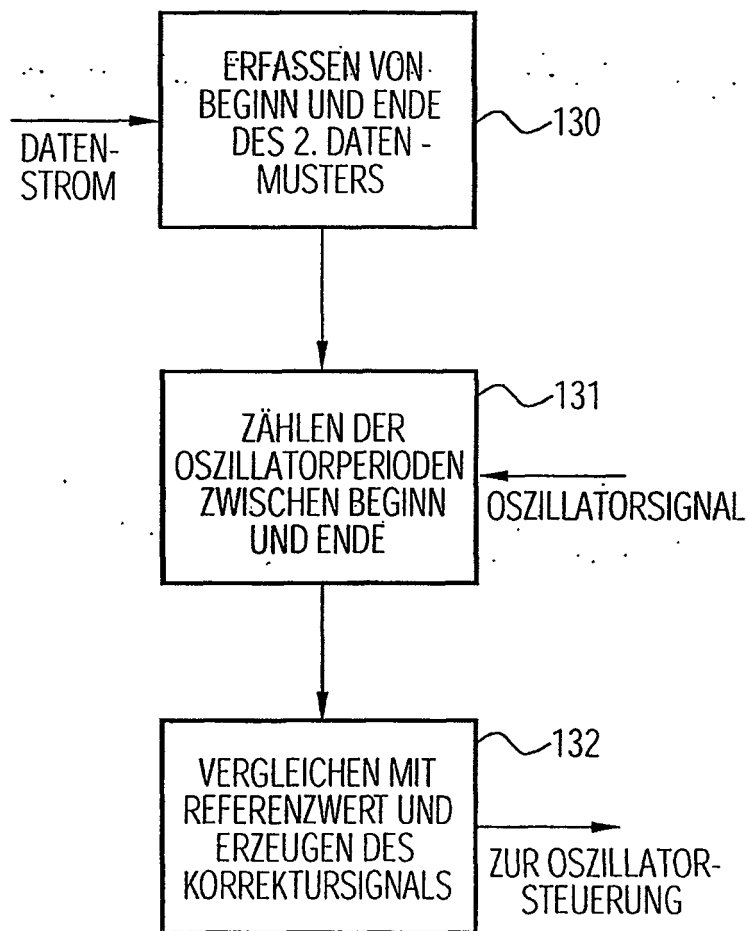 ERFASSEN VON
BEGINN UND ENDE
DES 2. DATEN-
MUSTERS
130
DATEN-
STROM
131
ZÄHLEN DER
OSZILLATORPERIODEN
ZWISCHEN BEGINN
UND ENDE
OSZILLATORSIGNAL
132
VERGLEICHEN MIT
REFERENZWERT UND
ERZEUGEN DES
KORREKTURSIGNALS
ZUR OSZILLATOR-
STEUERUNG